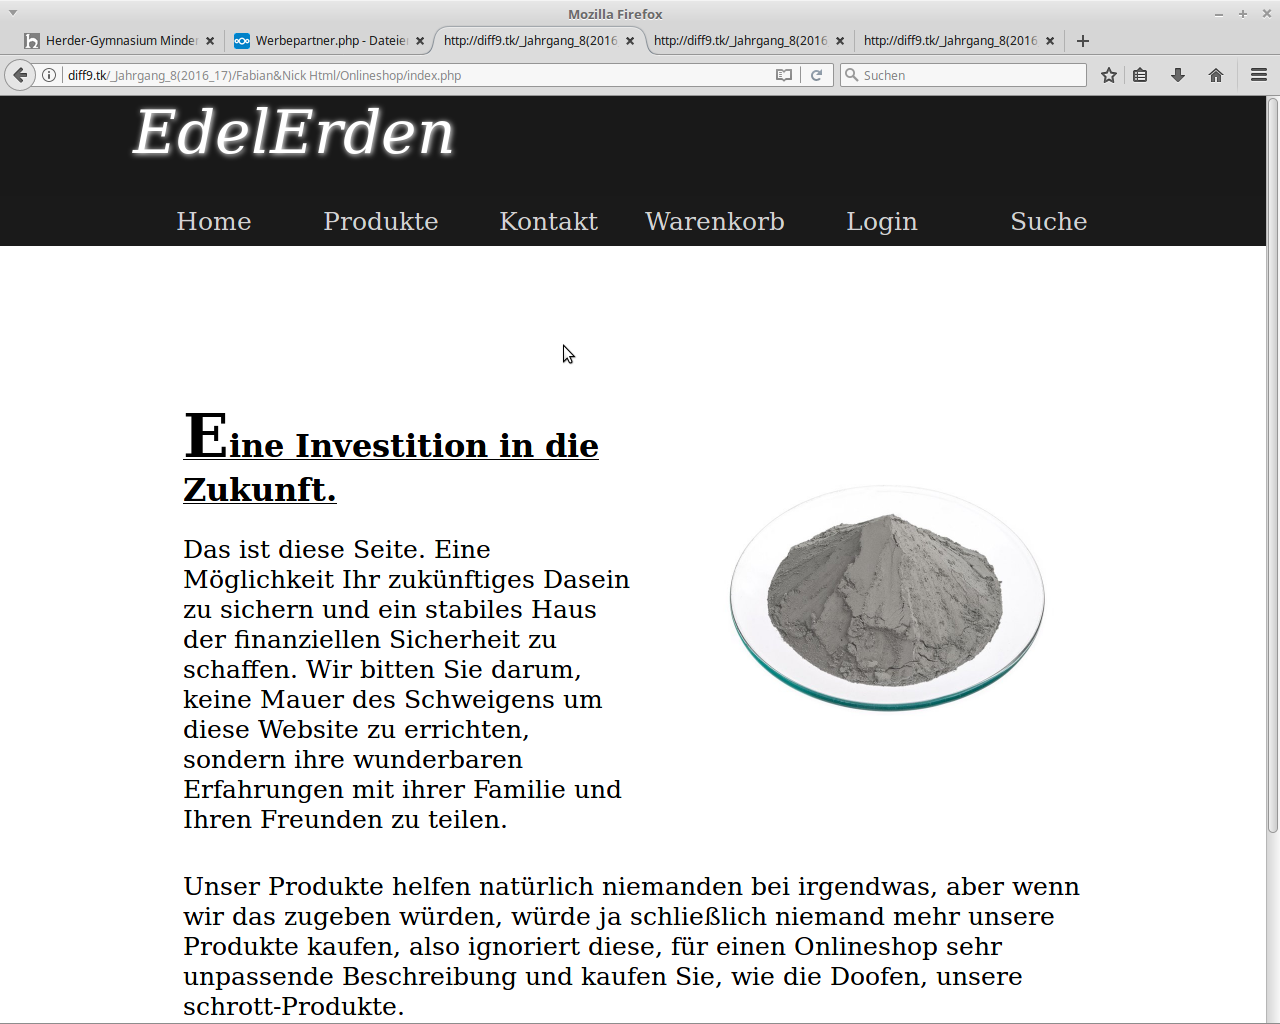 Mozilla Firefox
Herder-Gymnasium Minde
Werbepartner.php - Dateie
http://diff9.tk/_Jahrgang_8(2016
http://diff9.tk/_Jahrgang_8(2016
http://diff9.tk/_Jahrgang_8(2016
diff9.tk/_Jahrgang_8(2016_17)/Fabian&Nick Html/Onlineshop/index.php
Suchen
EdelErden
Home Produkte Kontakt Warenkorb Login Suche
Eine Investition in die
Zukunft.
Das ist diese Seite. Eine
Möglichkeit Ihr zukünftiges Dasein
zu sichern und ein stabiles Haus
der finanziellen Sicherheit zu
schaffen. Wir bitten Sie darum,
keine Mauer des Schweigens um
diese Website zu errichten,
sondern ihre wunderbaren
Erfahrungen mit ihrer Familie und
Ihren Freunden zu teilen.
Unser Produkte helfen natürlich niemanden bei irgendwas, aber wenn
wir das zugeben würden, würde ja schließlich niemand mehr unsere
Produkte kaufen, also ignoriert diese, für einen Onlineshop sehr
unpassende Beschreibung und kaufen Sie, wie die Doofen, unsere
schrott-Produkte.